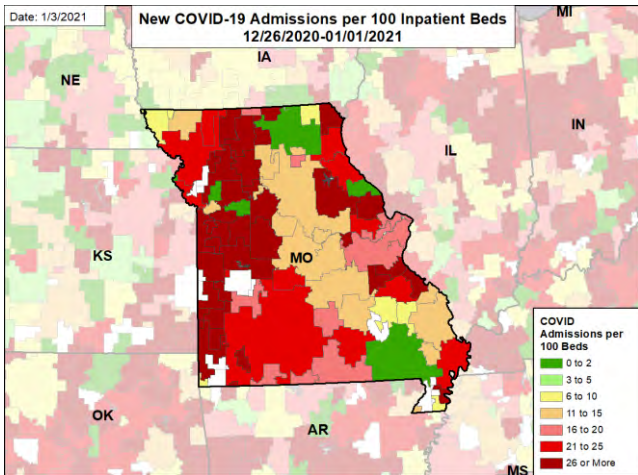 Date: 1/3/2021
New COVID-19 Admissions per 100 Inpatient Beds
12/26/2020-01/01/2021
MI
IA
NE
IN
IL
KS
MO
COVID
Admissions per
100 Beds
0 to 2
3 to 5
6 to 10
11 to 15
16 to 20
21 to 25
26 or More
OK
AR
MS